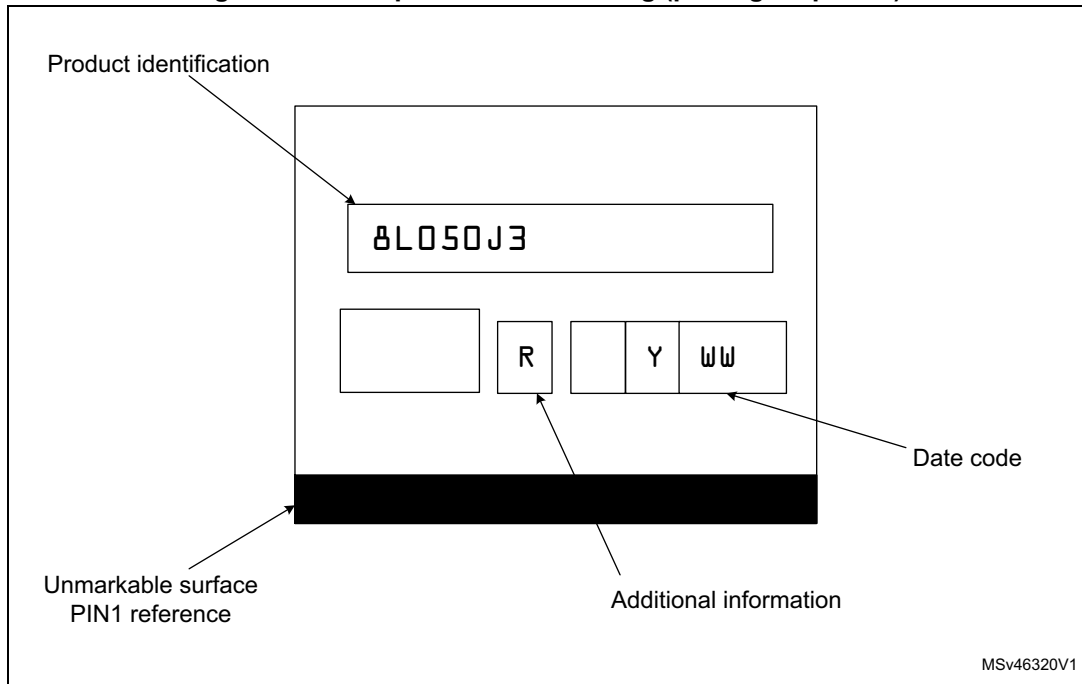 Product identification
8L050J3
R Y WW
Date code
Unmarkable surface
PIN1 reference
Additional information
MSv46320V1